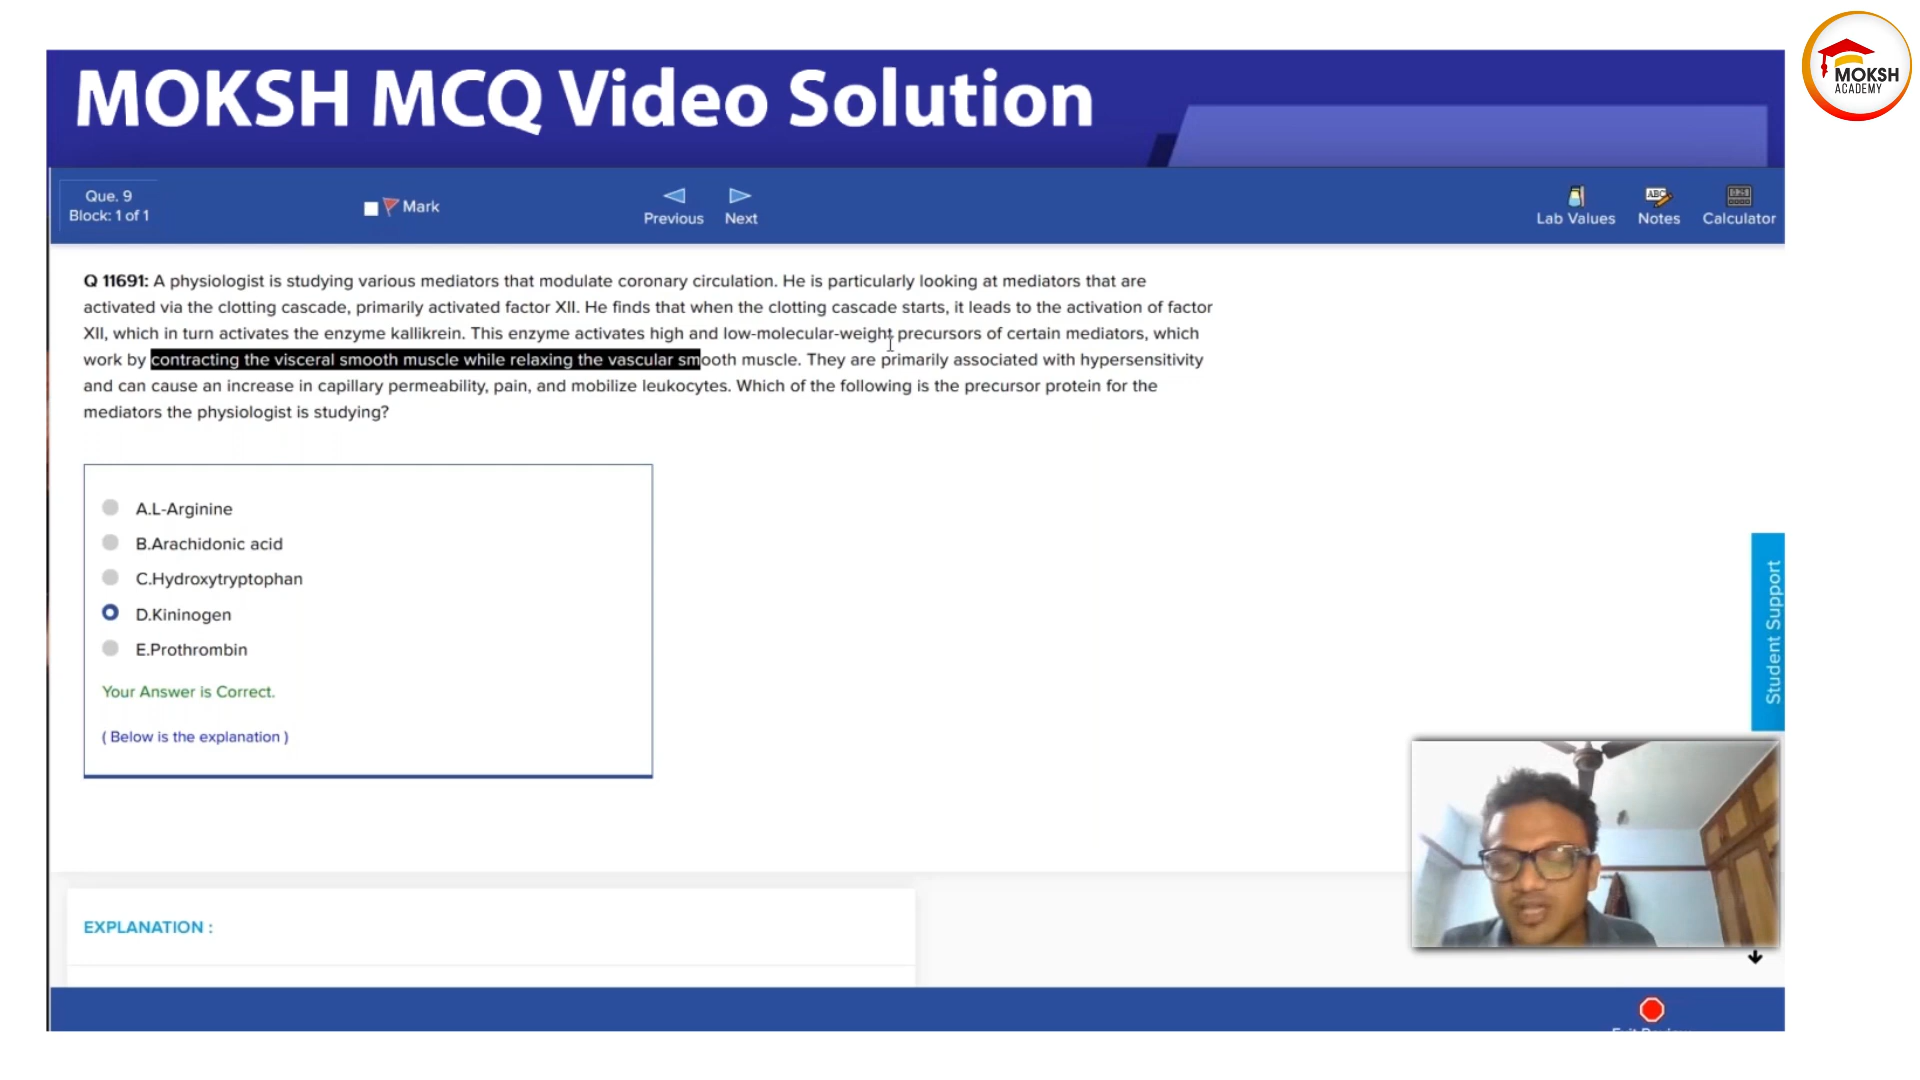 MOKSH MCQ Video Solution
MOKSH
ACADEMY
Que. 9
Block: 1 of 1
Mark
Previous
Next
Lab Values
ABC
Notes
Calculator
Q 11691: A physiologist is studying various mediators that modulate coronary circulation. He is particularly looking at mediators that are
activated via the clotting cascade, primarily activated factor XII. He finds that when the clotting cascade starts, it leads to the activation of factor
XII, which in turn activates the enzyme kallikrein. This enzyme activates high and low-molecular-weight precursors of certain mediators, which
work by contracting the visceral smooth muscle while relaxing the vascular smooth muscle. They are primarily associated with hypersensitivity
and can cause an increase in capillary permeability, pain, and mobilize leukocytes. Which of the following is the precursor protein for the
mediators the physiologist is studying?
A.L-Arginine
B.Arachidonic acid
C.Hydroxytryptophan
D.Kininogen
E.Prothrombin
Your Answer is Correct.
( Below is the explanation )
Student Support
EXPLANATION :